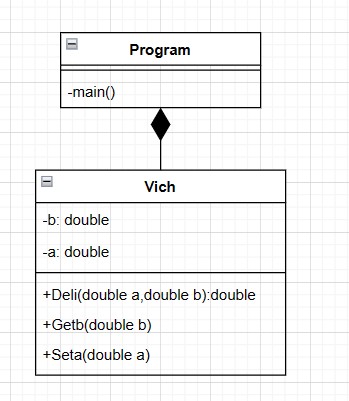 Program
-main()
Vich
-b: double
-a: double
+Deli(double a,double b):double
+Getb(double b)
+Seta(double a)